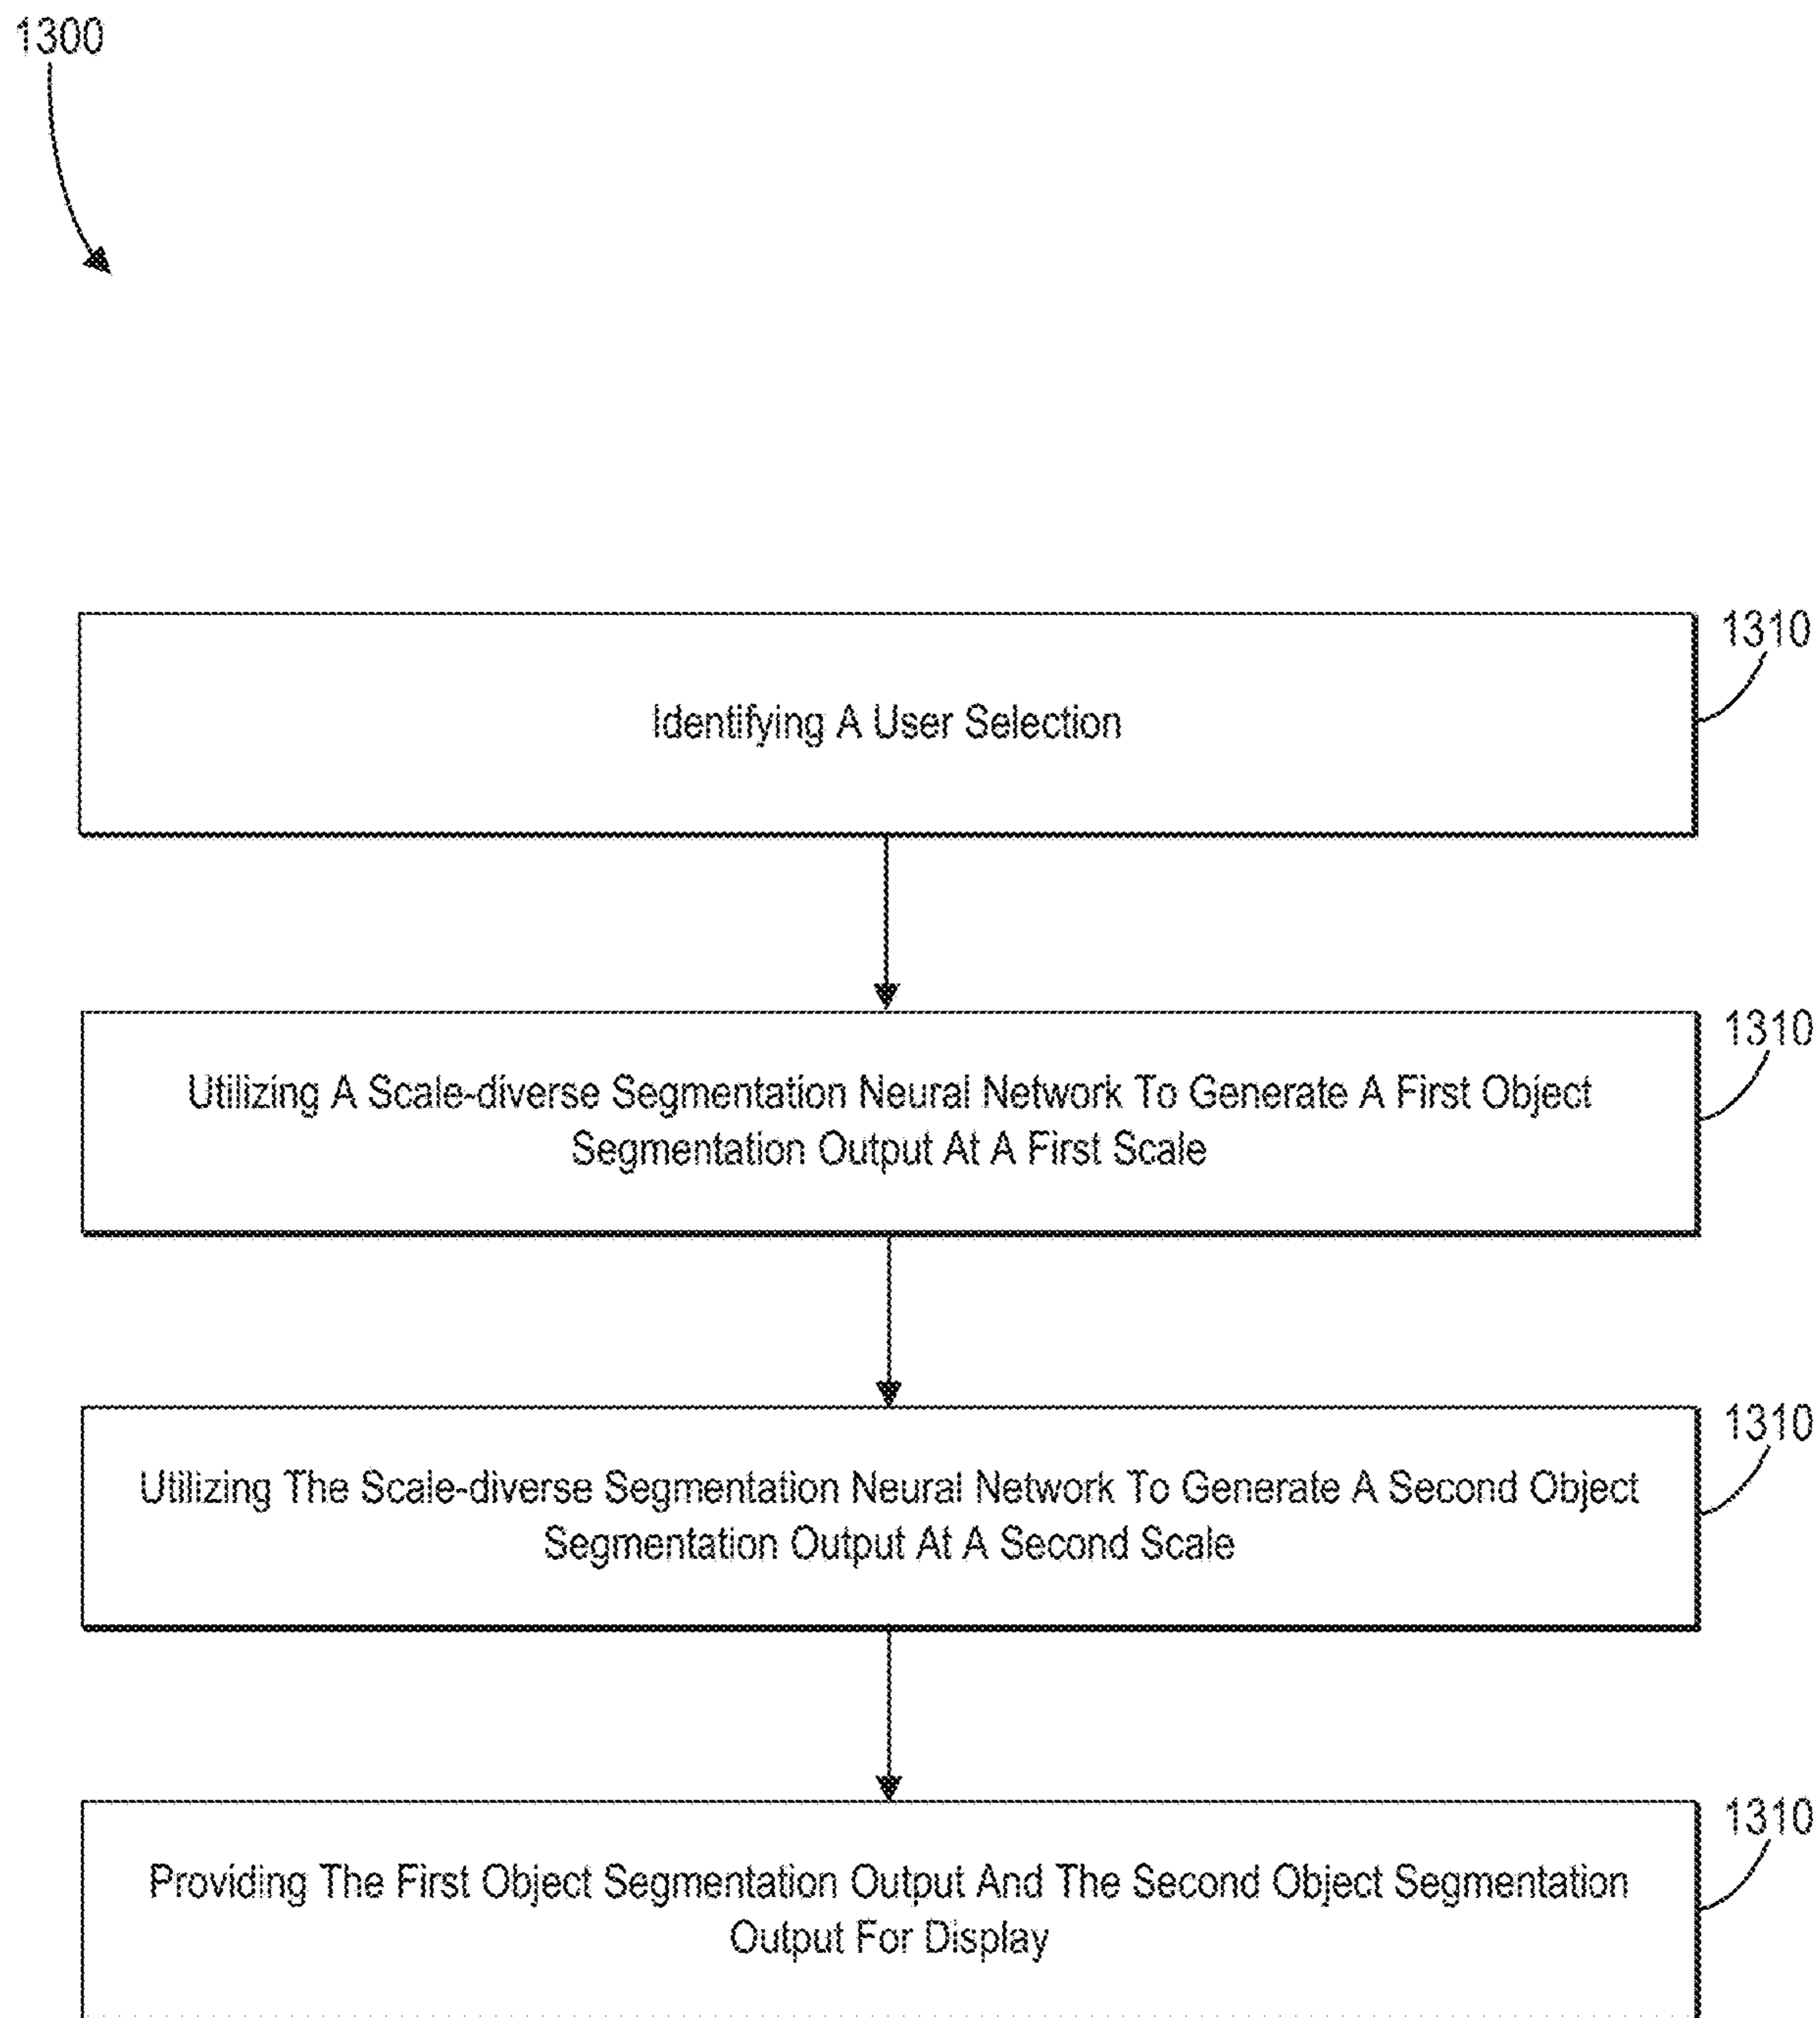 1300
1310
Identifying A User Selection
1310
Utilizing A Scale-diverse Segmentation Neural Network To Generate A First Object
Segmentation Output At A First Scale
1310
Utilizing The Scale-diverse Segmentation Neural Network To Generate A Second Object
Segmentation Output At A Second Scale
1310
Providing The First Object Segmentation Output And The Second Object Segmentation
Output For Display